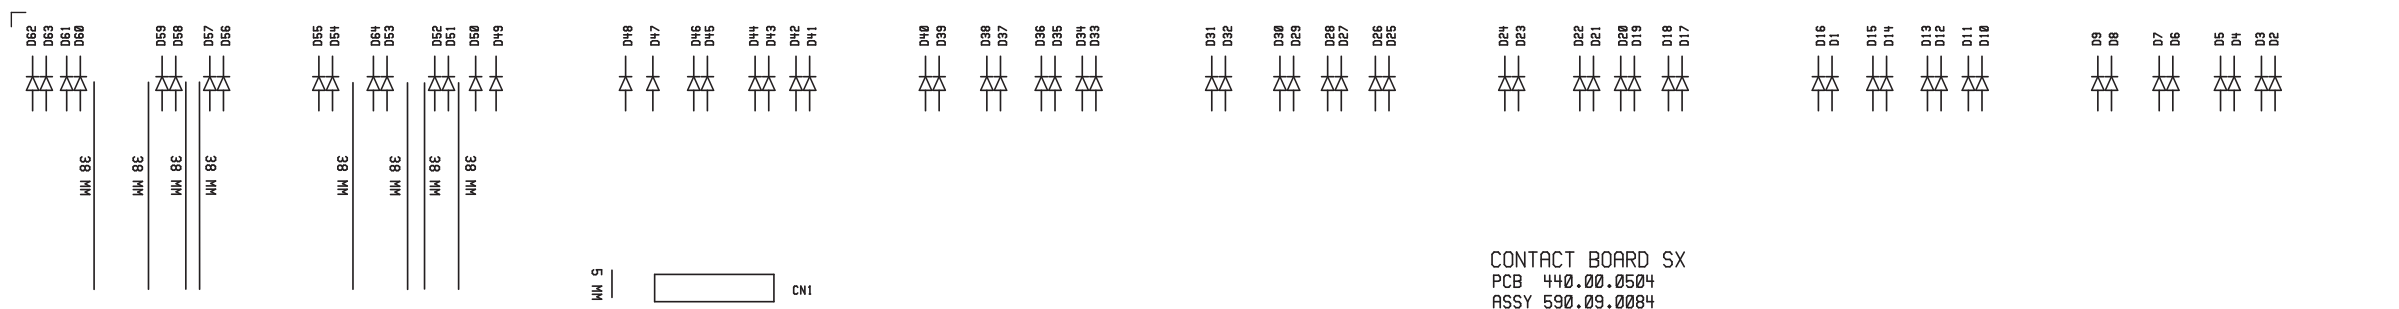 D62 D63 D61 D60 D59 D58 D57 D56 D55 D54 D64 D53 D52 D51 D50 D49 D48 D47 D46 D45 D44 D43 D42 D41 D40 D39 D38 D37 D36 D35 D34 D33 D31 D32 D30 D29 D28 D27 D26 D25 D24 D23 D22 D21 D20 D19 D18 D17 D16 D1 D15 D14 D13 D12 D11 D10 D9 D8 D7 D6 D5 D4 D3 D2
38 MM
38 MM
38 MM
38 MM
38 MM
38 MM
38 MM
38 MM
5 MM
CN1
CONTACT BOARD SX
PCB 440.00.0504
ASSY 590.09.0084